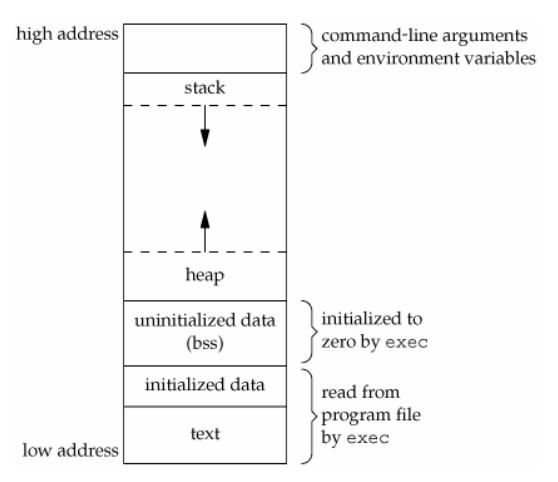 high address
command-line arguments
and environment variables
stack
heap
uninitialized data
(bss)
initialized to
zero by exec
initialized data
read from
program file
by exec
text
low address